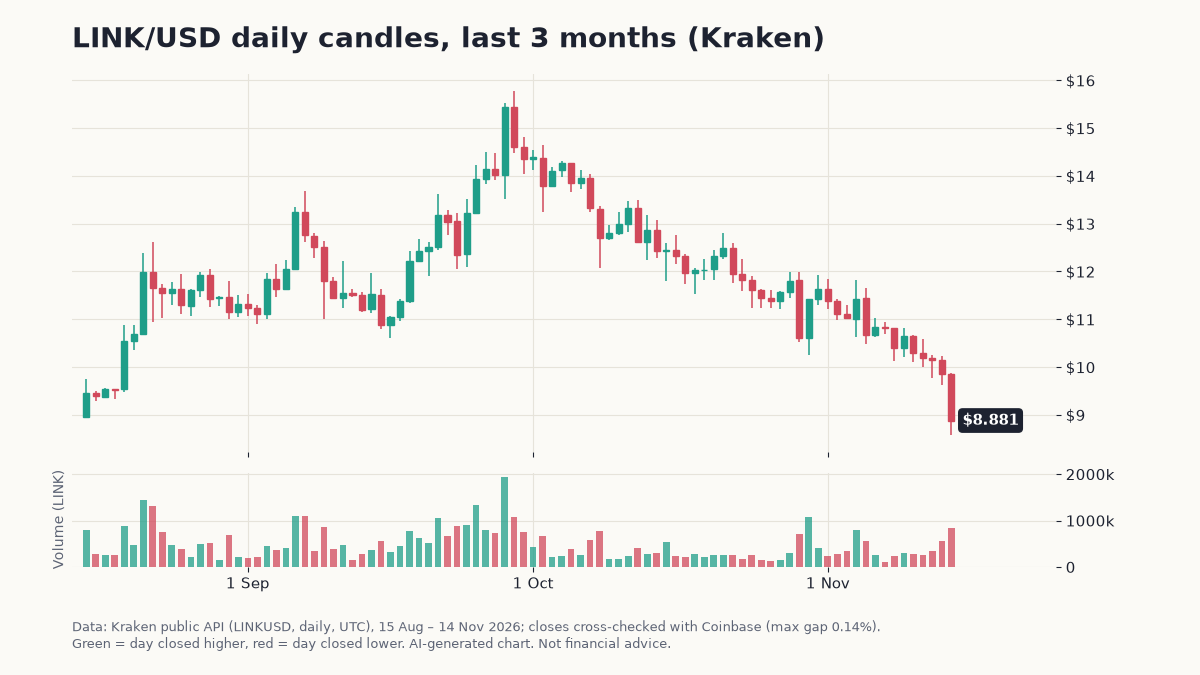 LINK/USD daily candles, last 3 months (Kraken)
$16
$15
$14
$13
$12
$11
$10
$9
$8.881
Volume (LINK)
2000k
1000k
0
1 Sep
1 Oct
1 Nov
Data: Kraken public API (LINKUSD, daily, UTC), 15 Aug – 14 Nov 2026; closes cross-checked with Coinbase (max gap 0.14%).
Green = day closed higher, red = day closed lower. AI-generated chart. Not financial advice.